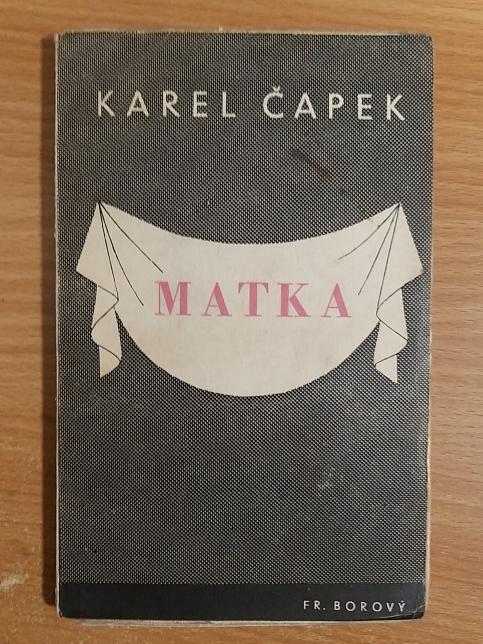 KAREL ČAPEK
MATKA
FR. BOROVÝ